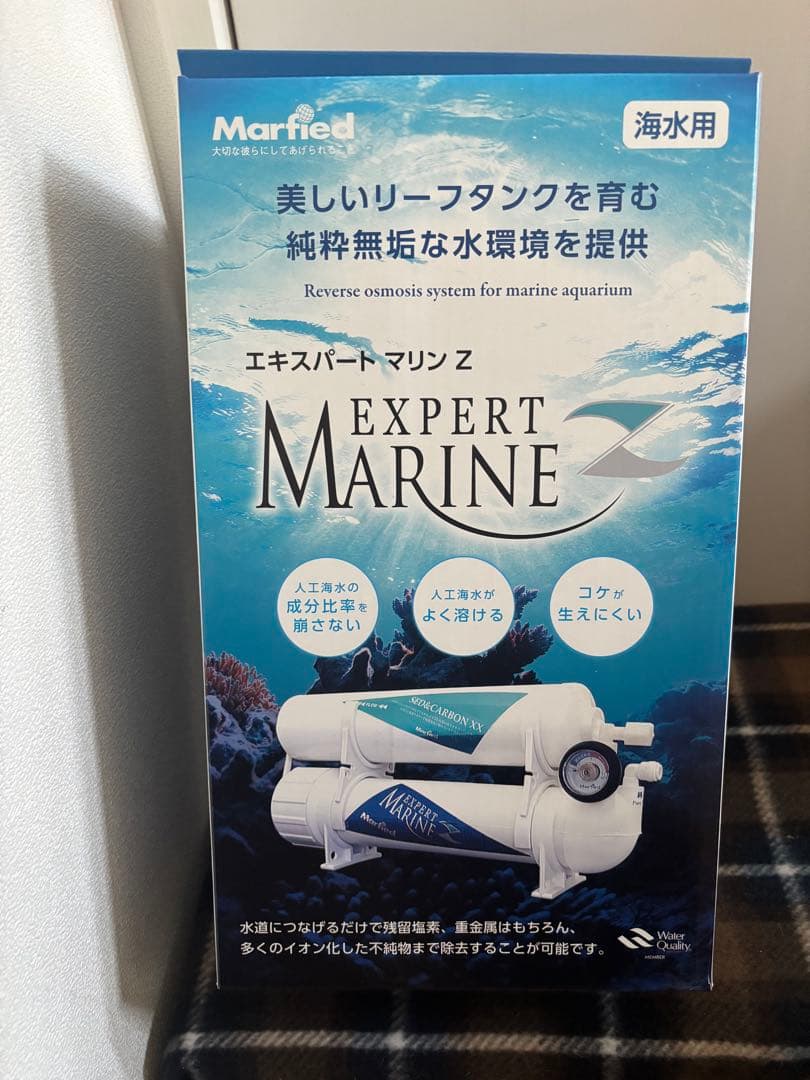 Marfied
大切な彼らにしてあげられること
海水用
美しいリーフタンクを育む
純粋無垢な水環境を提供
Reverse osmosis system for marine aquarium
エキスパート マリン Z
EXPERT
MARINE Z
人工海水の
成分比率を
崩さない
人工海水が
よく溶ける
コケが
生えにくい
SEDI&CARBON XX
Marfied
EXPERT
MARINE Z
Marfied
Marfied
水道につなげるだけで残留塩素、重金属はもちろん、
多くのイオン化した不純物まで除去することが可能です。
Water
Quality
MEMBER